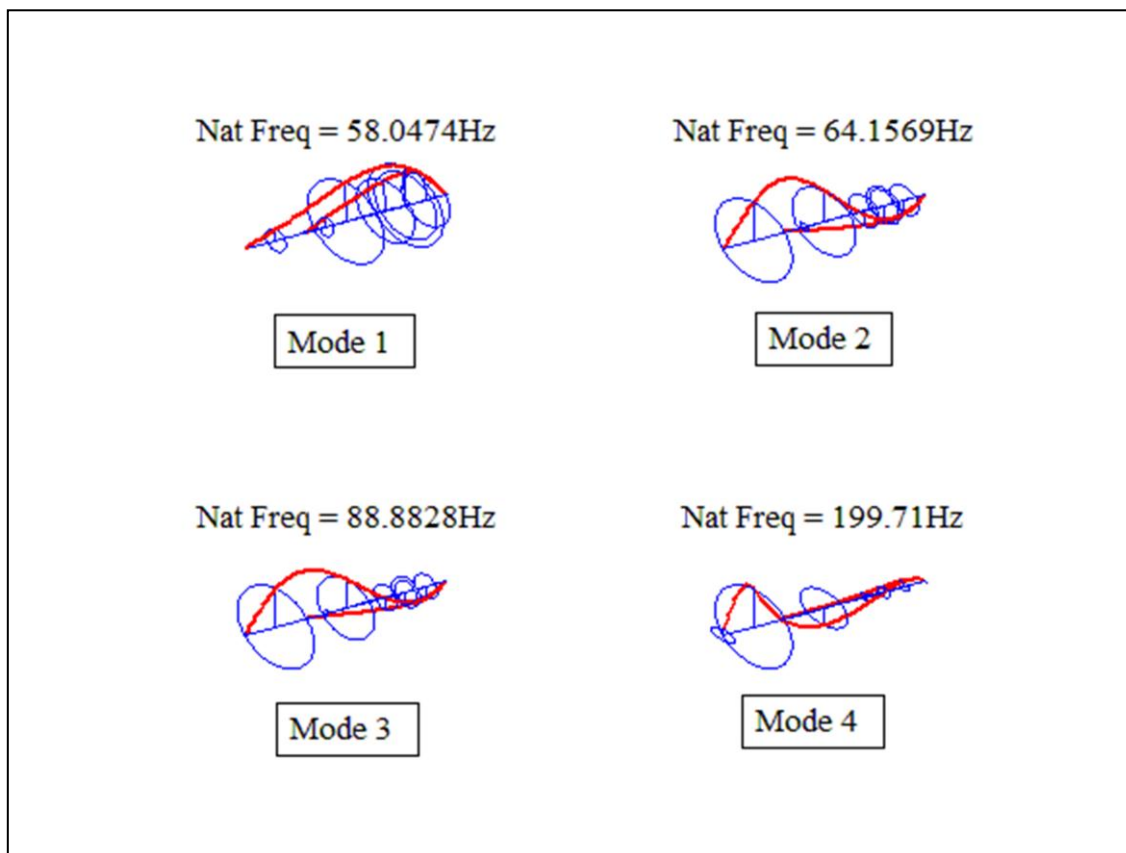 Nat Freq = 58.0474Hz
Nat Freq = 64.1569Hz
Mode 1
Mode 2
Nat Freq = 88.8828Hz
Nat Freq = 199.71Hz
Mode 3
Mode 4